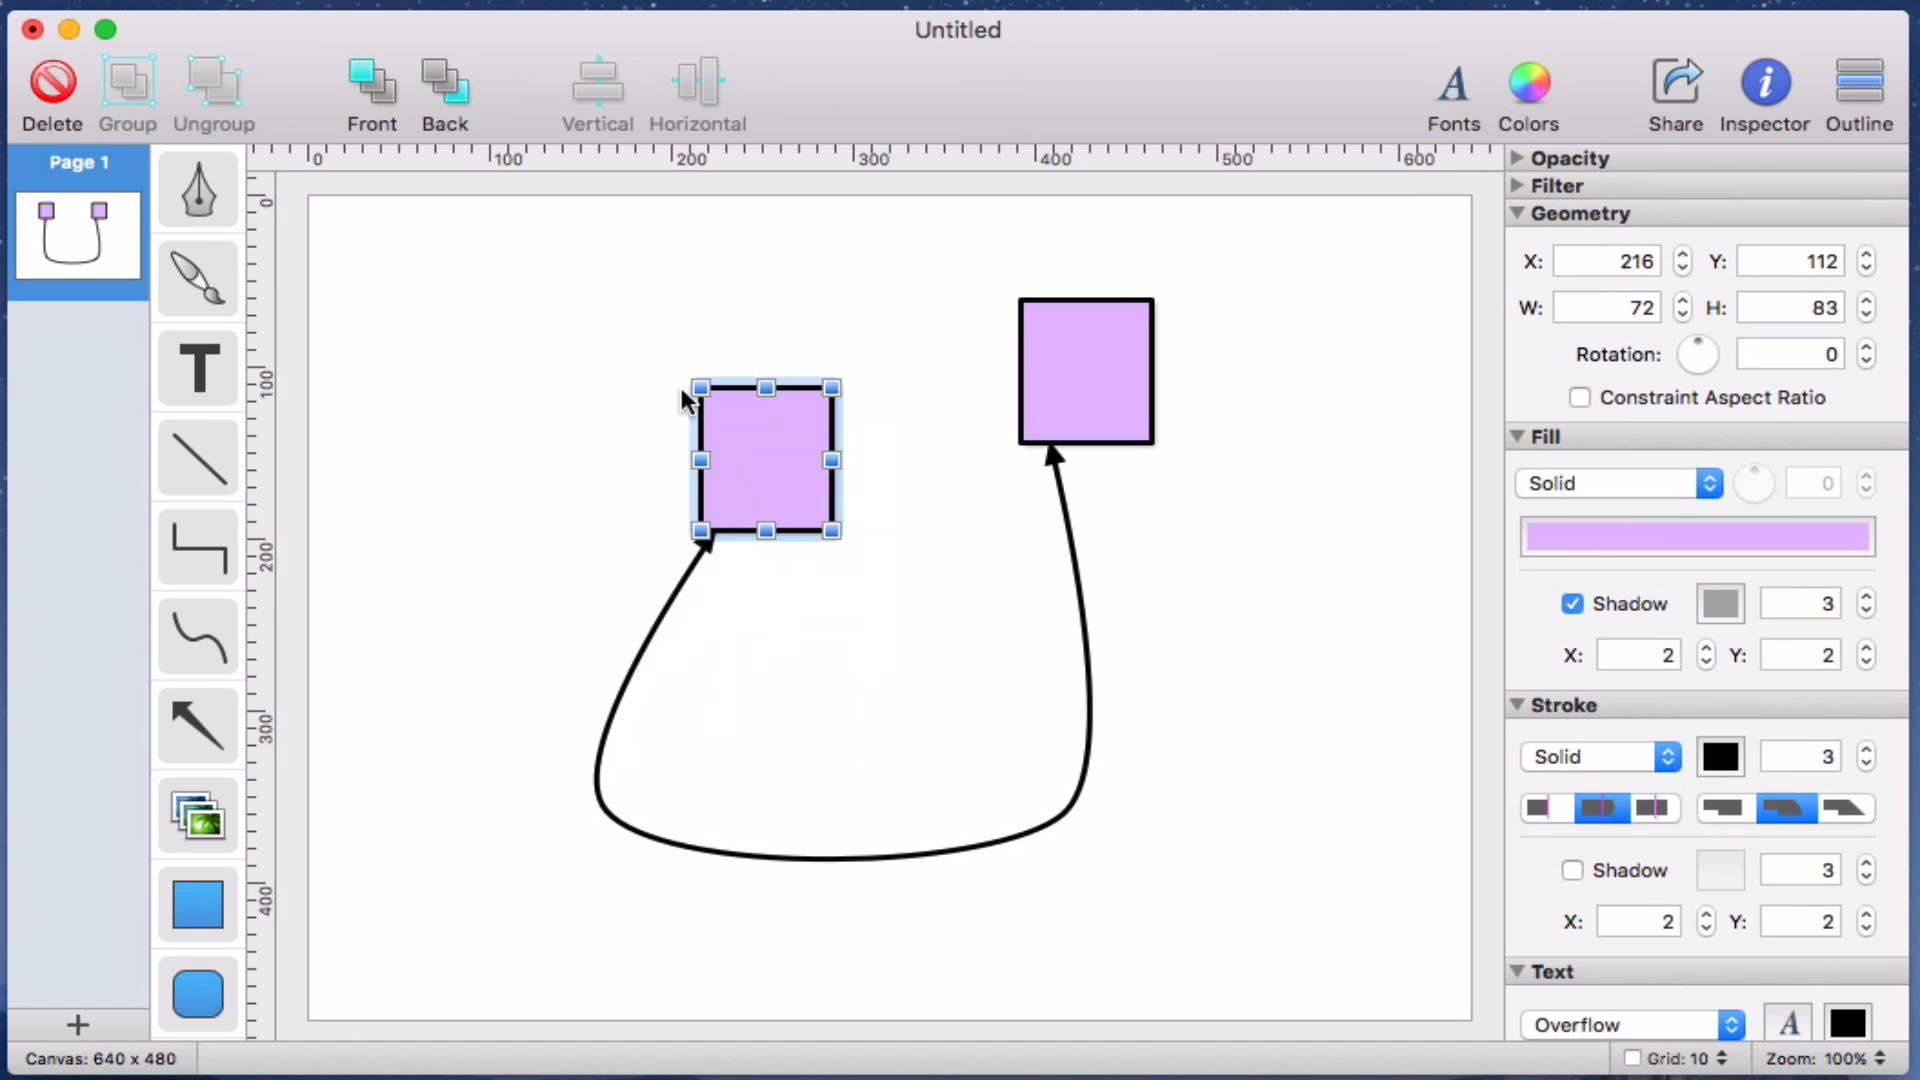 Untitled
Delete Group Ungroup Front Back Vertical Horizontal Fonts Colors Share Inspector Outline
Page 1
0 100 200 300 400 500 600
0
100
200
300
400
Opacity
Filter
Geometry
X: 216 Y: 112
W: 72 H: 83
Rotation: 0
Constraint Aspect Ratio
Fill
Solid 0
Shadow 3
X: 2 Y: 2
Stroke
Solid 3
Shadow 3
X: 2 Y: 2
Text
Overflow A
Canvas: 640 x 480
Grid: 10 Zoom: 100%